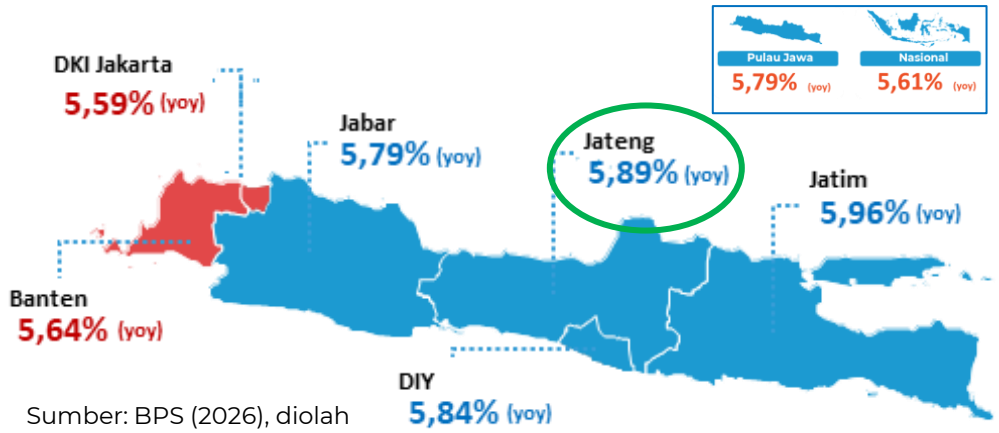 Pulau Jawa
5,79% (yoy)
Nasional
5,61% (yoy)
DKI Jakarta
5,59% (yoy)
Jabar
5,79% (yoy)
Jateng
5,89% (yoy)
Jatim
5,96% (yoy)
Banten
5,64% (yoy)
DIY
5,84% (yoy)
Sumber: BPS (2026), diolah